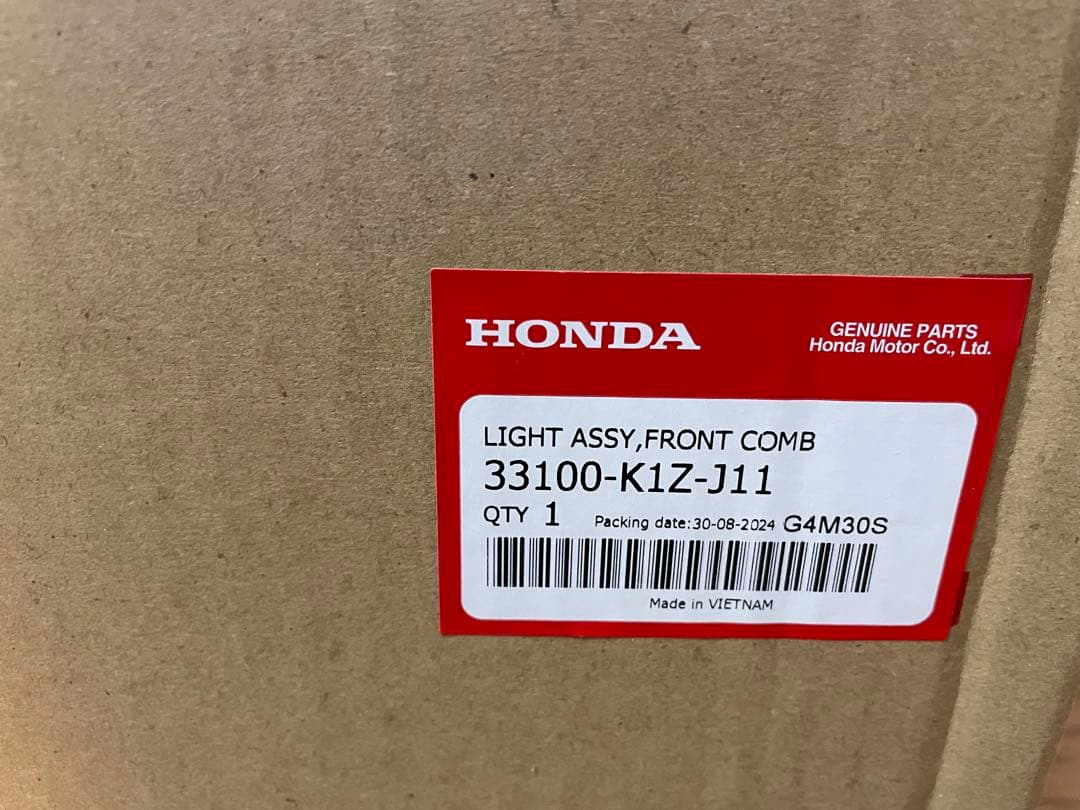 HONDA
GENUINE PARTS
Honda Motor Co., Ltd.
LIGHT ASSY,FRONT COMB
33100-K1Z-J11
QTY 1 Packing date:30-08-2024 G4M30S
Made in VIETNAM